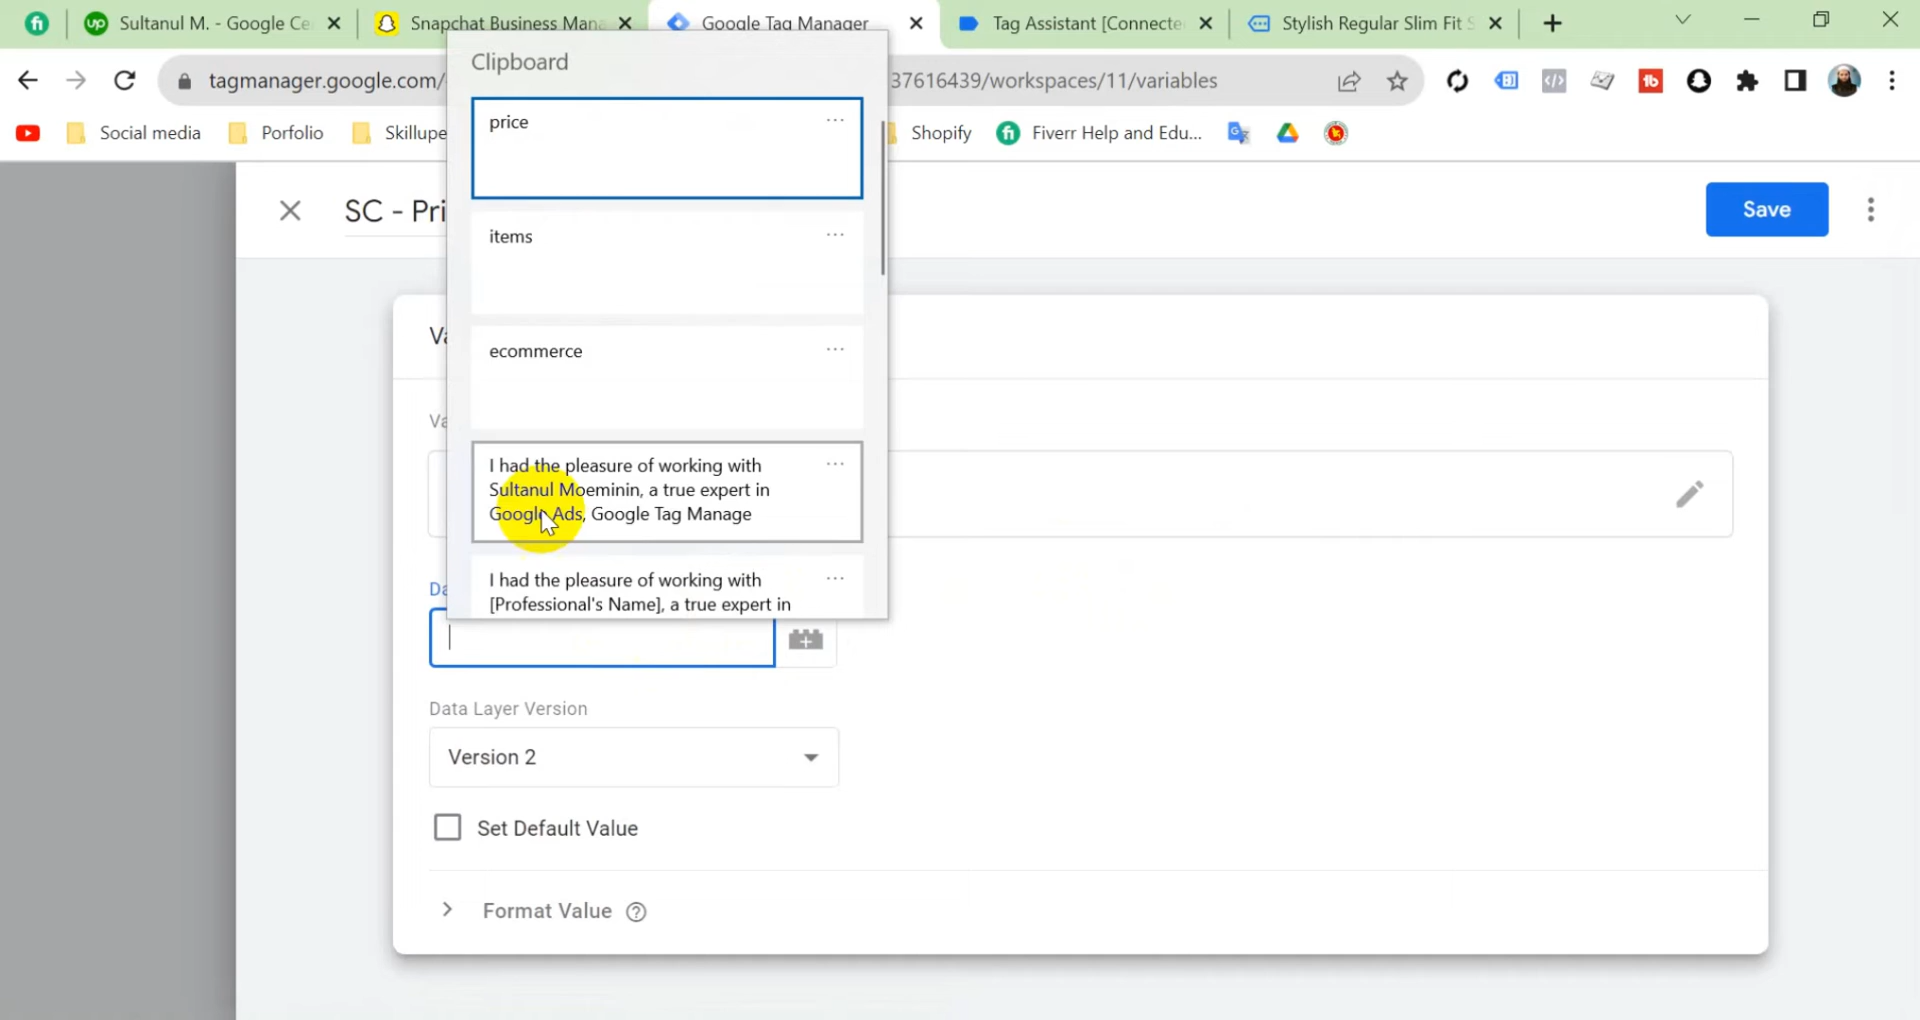 Sultanul M. - Google Ce
Snapchat Business Mana
Google Tag Manager
Tag Assistant [Connecte
Stylish Regular Slim Fit S
tagmanager.google.com/
37616439/workspaces/11/variables
Social media
Porfolio
Skillupe
Shopify
Fiverr Help and Edu...
Clipboard
price
items
ecommerce
I had the pleasure of working with
Sultanul Moeminin, a true expert in
Google Ads, Google Tag Manage
I had the pleasure of working with
[Professional's Name], a true expert in
SC - Pri
Save
Va
Va
Da
Data Layer Version
Version 2
Set Default Value
Format Value